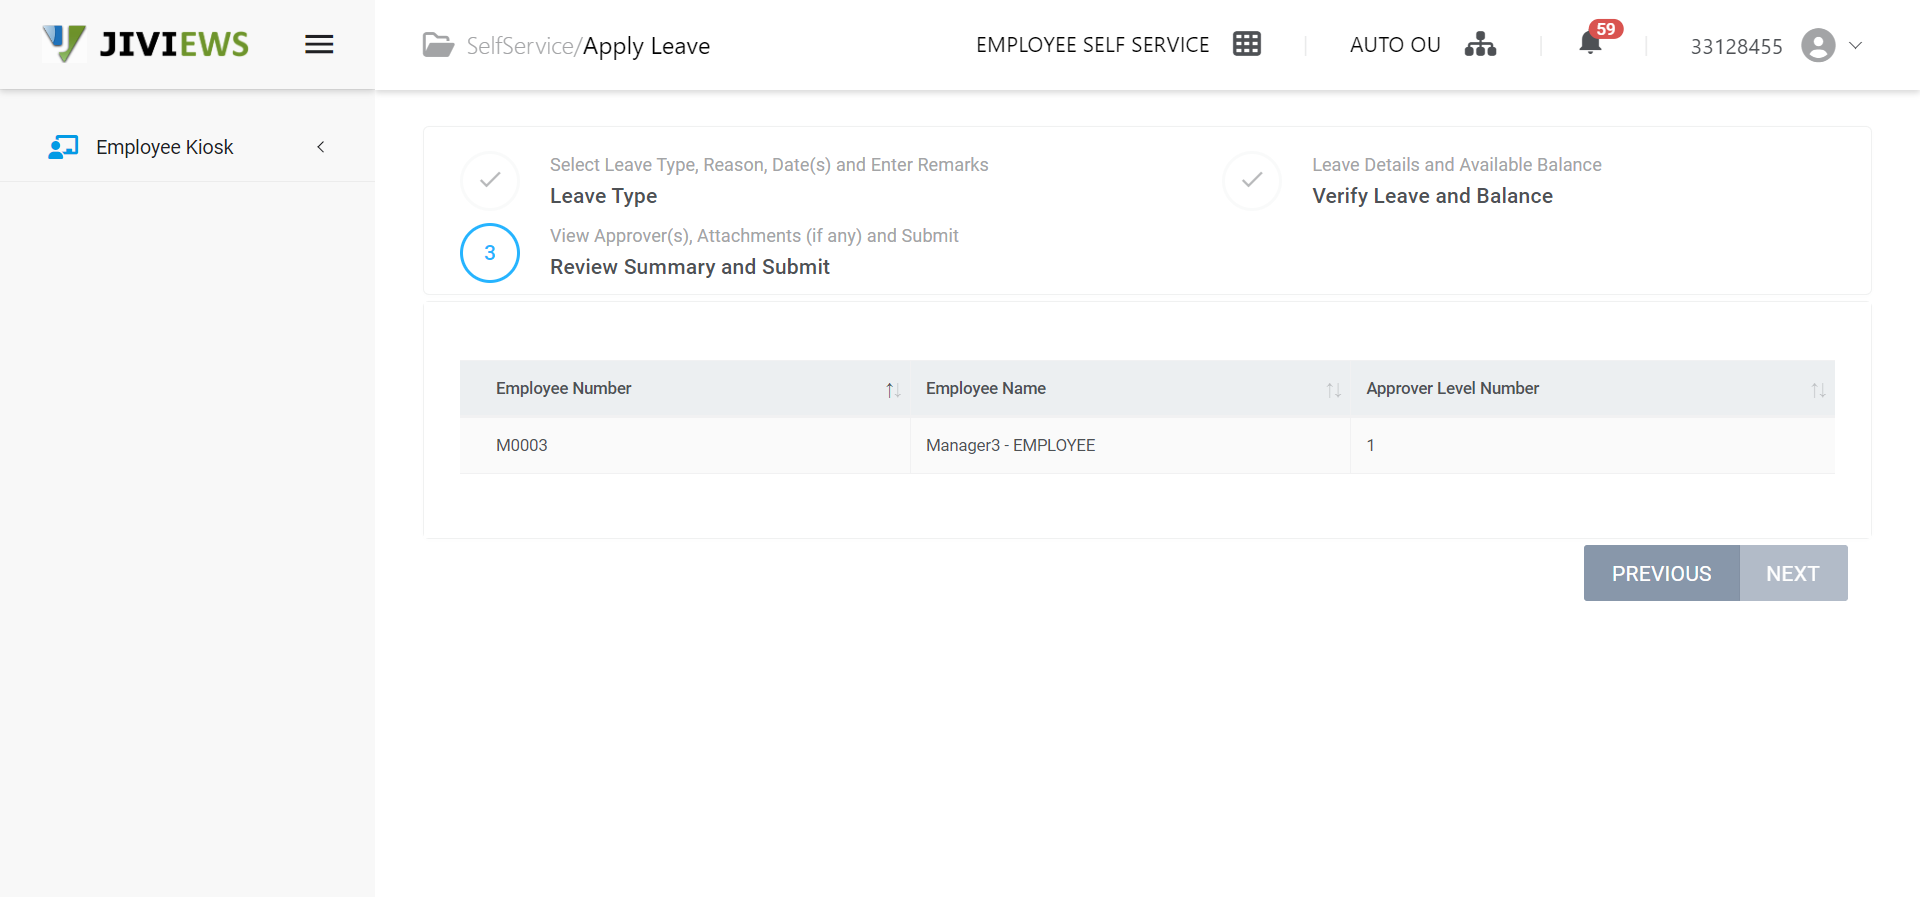 JIVIEWS
SelfService/Apply Leave
EMPLOYEE SELF SERVICE
AUTO OU
59
33128455
Employee Kiosk
Select Leave Type, Reason, Date(s) and Enter Remarks
Leave Type
Leave Details and Available Balance
Verify Leave and Balance
3
View Approver(s), Attachments (if any) and Submit
Review Summary and Submit
Employee Number Employee Name Approver Level Number
M0003 Manager3 - EMPLOYEE 1
PREVIOUS NEXT